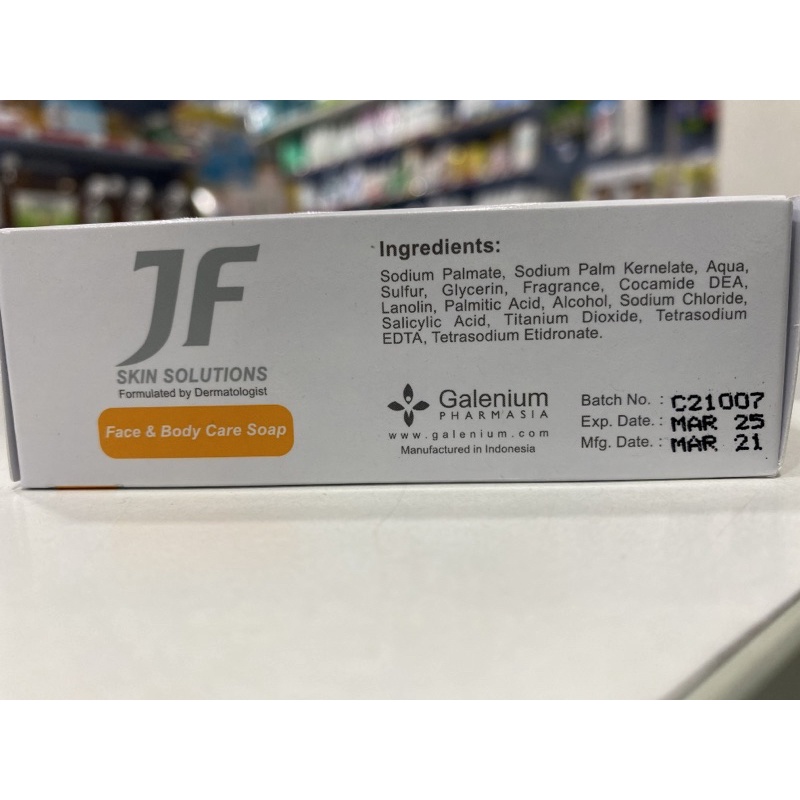 JF
SKIN SOLUTIONS
Formulated by Dermatologist
Face & Body Care Soap
Ingredients:
Sodium Palmate, Sodium Palm Kernelate, Aqua,
Sulfur, Glycerin, Fragrance, Cocamide DEA,
Lanolin, Palmitic Acid, Alcohol, Sodium Chloride,
Salicylic Acid, Titanium Dioxide, Tetrasodium
EDTA, Tetrasodium Etidronate.
Galenium
PHARMASIA
www.galenium.com
Manufactured in Indonesia
Batch No. : C21007
Exp. Date. : MAR 25
Mfg. Date. : MAR 21